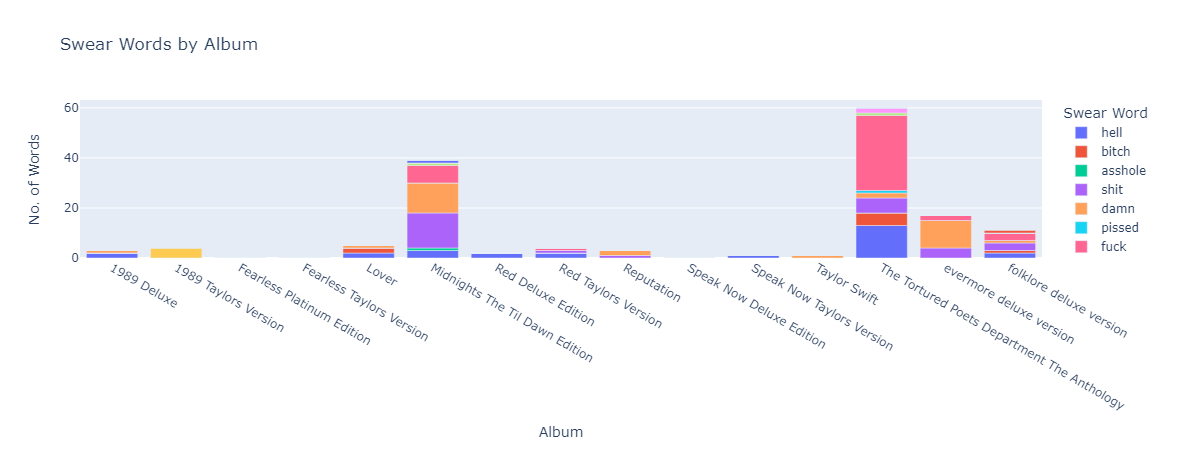 Swear Words by Album
No. of Words
60
40
20
0
Swear Word
hell
bitch
asshole
shit
damn
pissed
fuck
1989 Deluxe
1989 Taylors Version
Fearless Platinum Edition
Fearless Taylors Version
Lover
Midnights The Til Dawn Edition
Red Deluxe Edition
Red Taylors Version
Reputation
Speak Now Deluxe Edition
Speak Now Taylors Version
Taylor Swift
The Tortured Poets Department The Anthology
evermore deluxe version
folklore deluxe version
Album